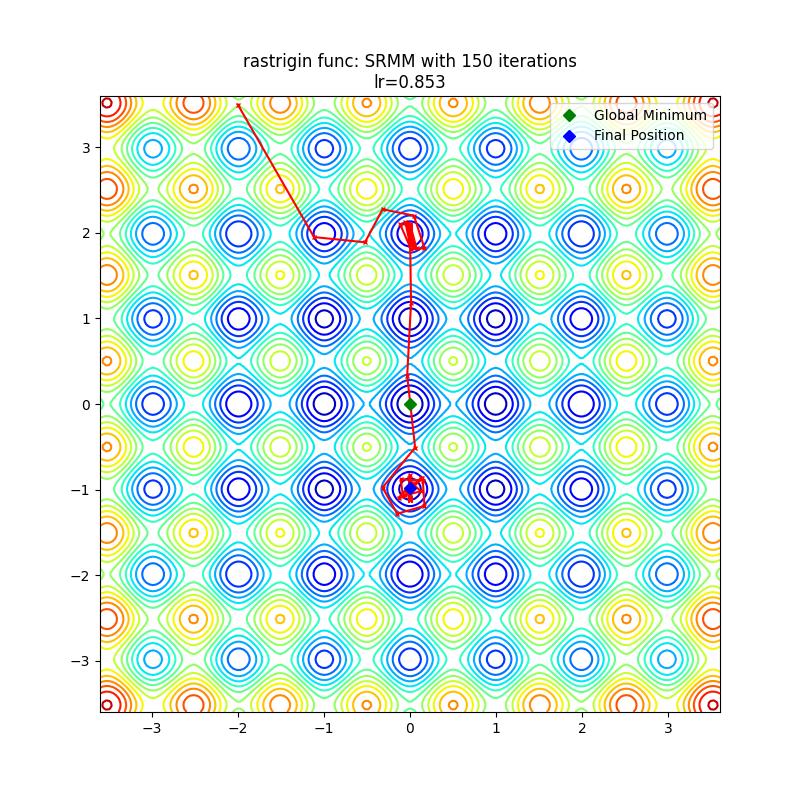 rastrigin func: SRMM with 150 iterations
lr=0.853
Global Minimum
Final Position
3
2
1
0
−1
−2
−3
−3 −2 −1 0 1 2 3